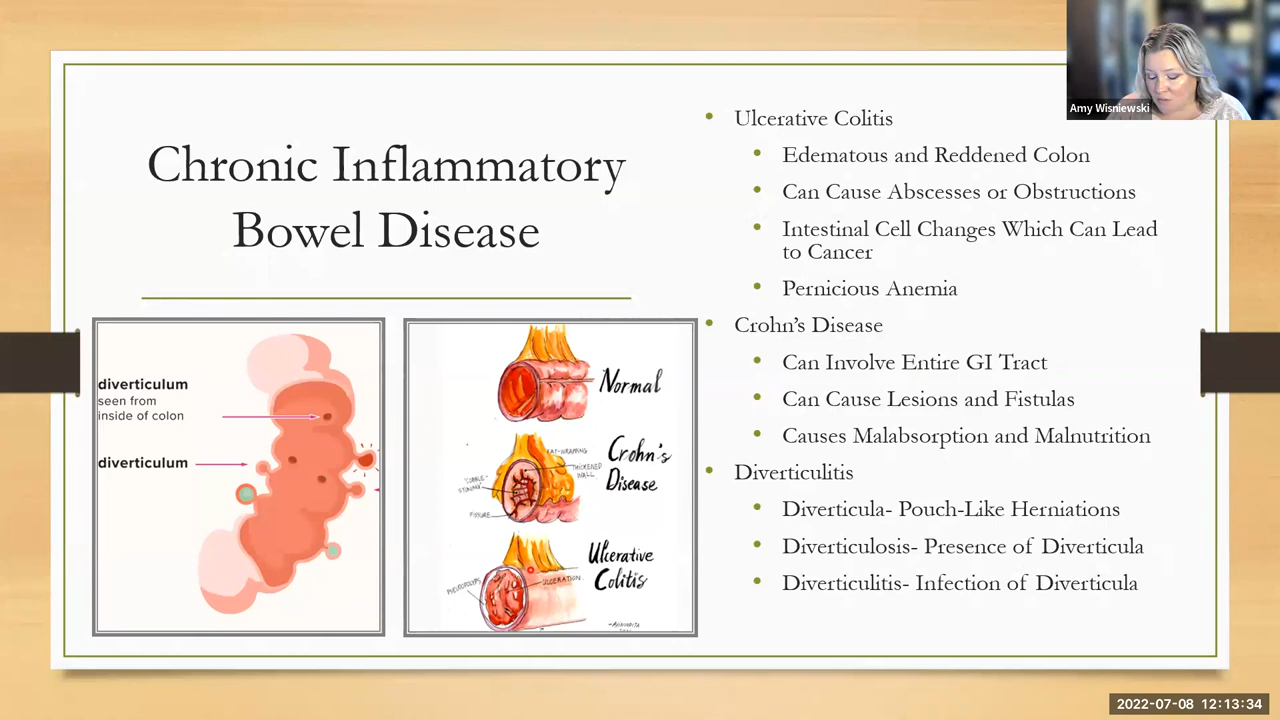 Amy Wisniewski
Chronic Inflammatory
Bowel Disease
diverticulum
seen from
inside of colon
diverticulum
Normal
Crohn's
Disease
FAT-WRAPPING
THICKENED
WALL
FISSURE
Ulcerative
Colitis
PSEUDOPOLYPS
ULCERATION
• Ulcerative Colitis
• Edematous and Reddened Colon
• Can Cause Abscesses or Obstructions
• Intestinal Cell Changes Which Can Lead
to Cancer
• Pernicious Anemia
• Crohn's Disease
• Can Involve Entire GI Tract
• Can Cause Lesions and Fistulas
• Causes Malabsorption and Malnutrition
• Diverticulitis
• Diverticula- Pouch-Like Herniations
• Diverticulosis- Presence of Diverticula
• Diverticulitis- Infection of Diverticula
2022-07-08 12:13:34